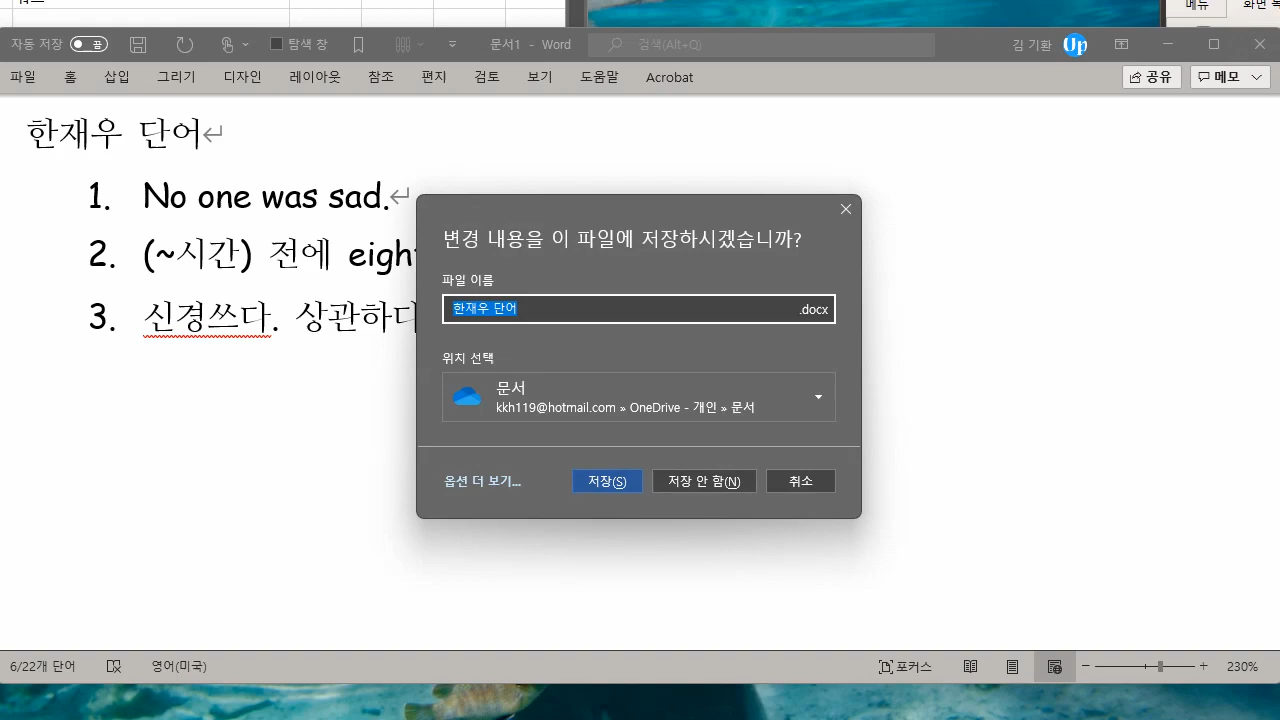 메뉴
자동 저장 끔 탐색 창 문서1 - Word 검색(Alt+Q) 김 기환 Up
파일 홈 삽입 그리기 디자인 레이아웃 참조 편지 검토 보기 도움말 Acrobat 공유 메모
한재우 단어
1. No one was sad.
2. (~시간) 전에
3. 신경쓰다. 상관하다
변경 내용을 이 파일에 저장하시겠습니까?
파일 이름
한재우 단어 .docx
위치 선택
문서
kkh119@hotmail.com » OneDrive - 개인 » 문서
옵션 더 보기... 저장(S) 저장 안 함(N) 취소
6/22개 단어 영어(미국) 포커스 230%